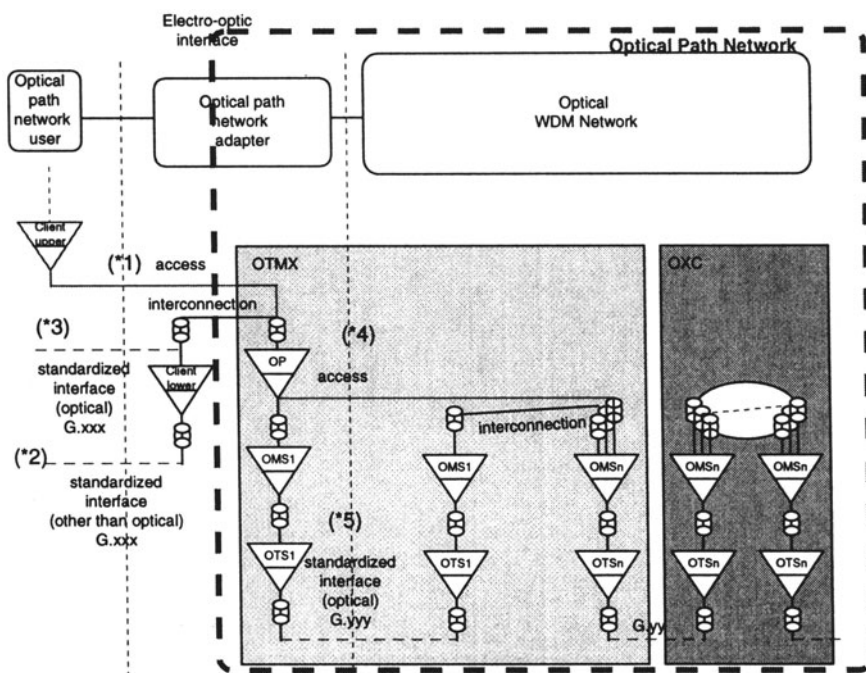 Electro-optic
interface
Optical Path Network
Optical
path
network
user
Optical path
network
adapter
Optical
WDM Network
Client
upper
(*1)
access
OTMX
OXC
interconnection
(*3)
(*4)
OP
standardized
interface
(optical)
G.xxx
Client
lower
access
interconnection
(*2)
OMS1
OMS1
OMSn
OMSn
OMSn
standardized
interface
(other than optical)
G.xxx
(*5)
OTS1
standardized
interface
(optical)
G.yyy
OTS1
OTSn
OTSn
OTSn
G.yy